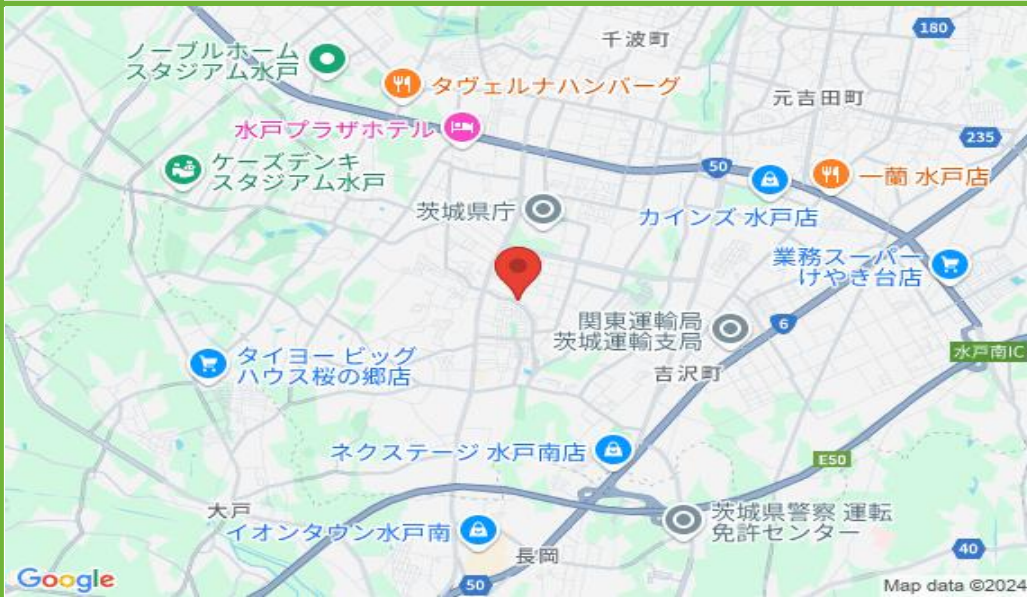 180
千波町
ノーブルホーム
スタジアム水戸
タヴェルナハンバーグ
元吉田町
水戸プラザホテル
235
ケーズデンキ
スタジアム水戸
50
一蘭 水戸店
茨城県庁
カインズ 水戸店
業務スーパー
けやき台店
関東運輸局
茨城運輸支局
6
水戸南IC
タイヨー ビッグ
ハウス桜の郷店
吉沢町
ネクステージ 水戸南店
E50
大戸
イオンタウン水戸南
茨城県警察 運転
免許センター
長岡
40
Google
50
Map data ©2024